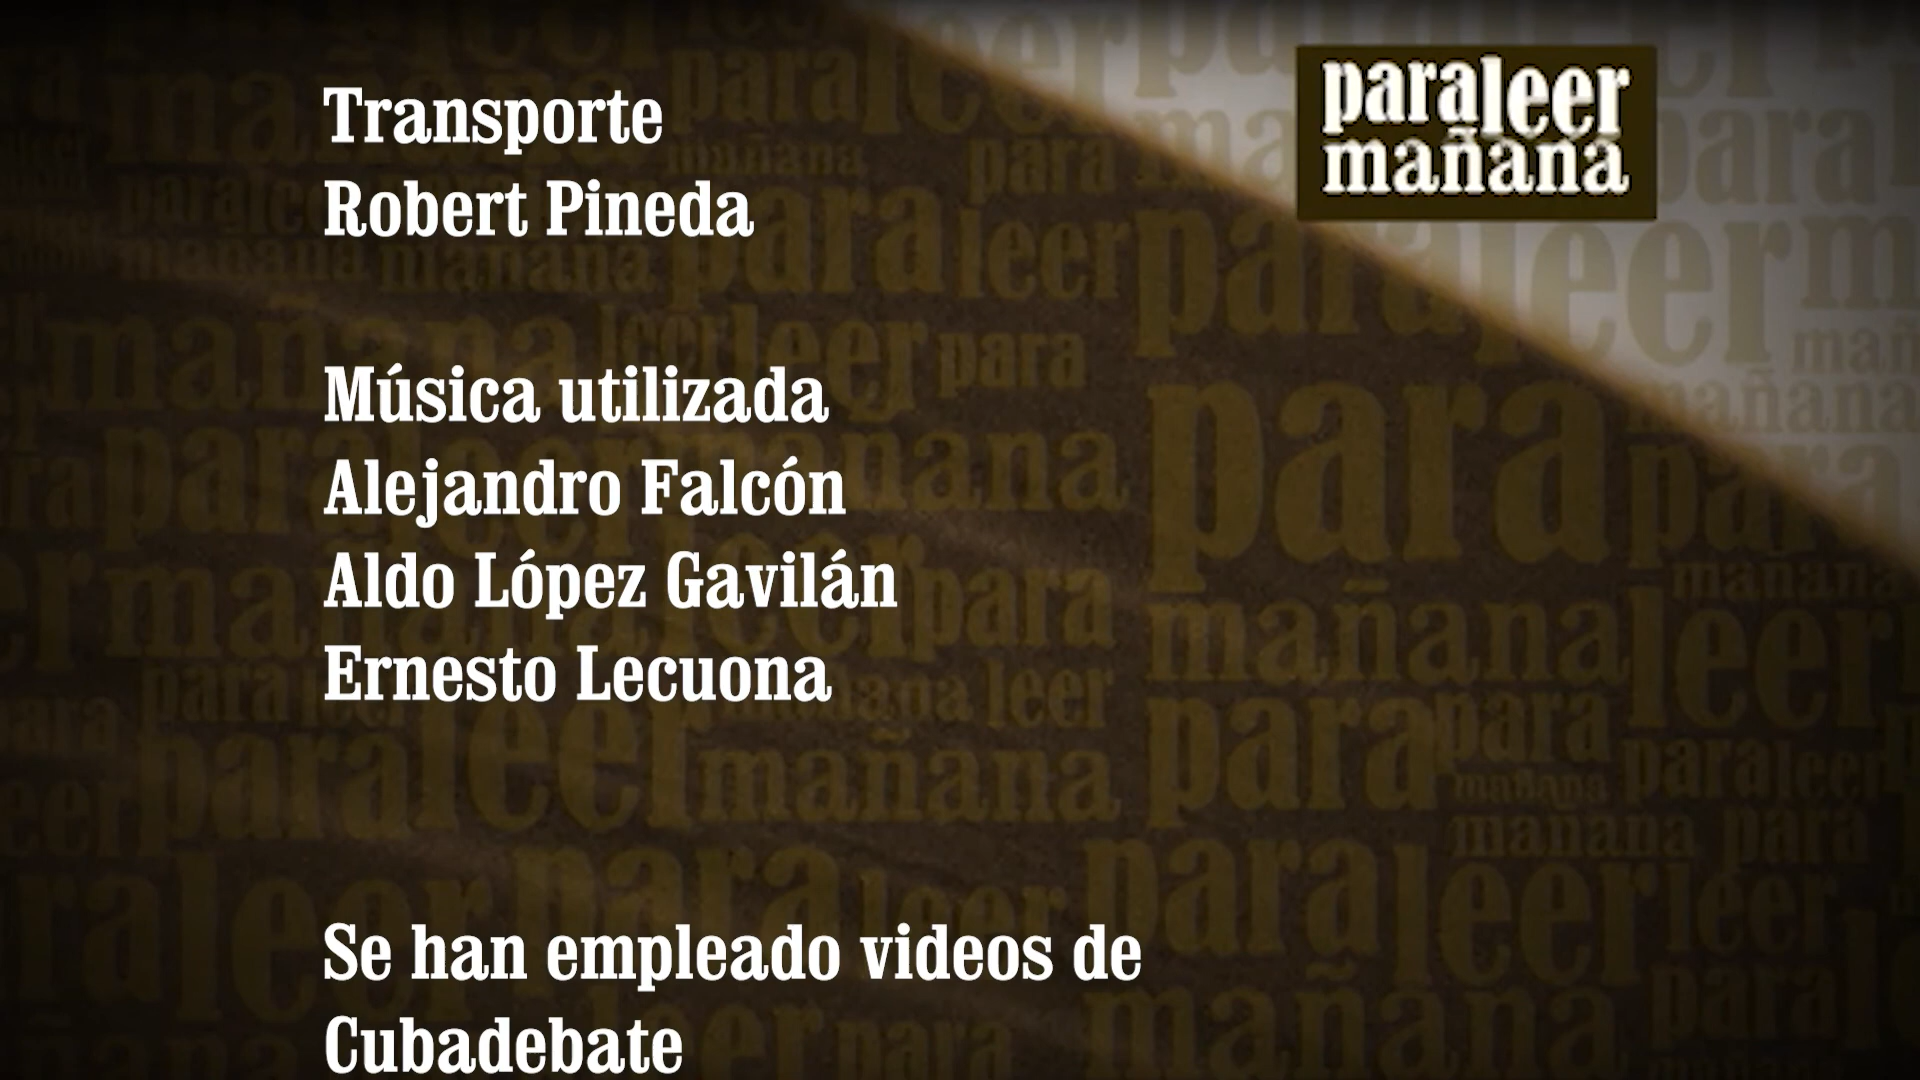 Transporte
Robert Pineda
Música utilizada
Alejandro Falcón
Aldo López Gavilán
Ernesto Lecuona
Se han empleado videos de
Cubadebate
paraleer
mañana